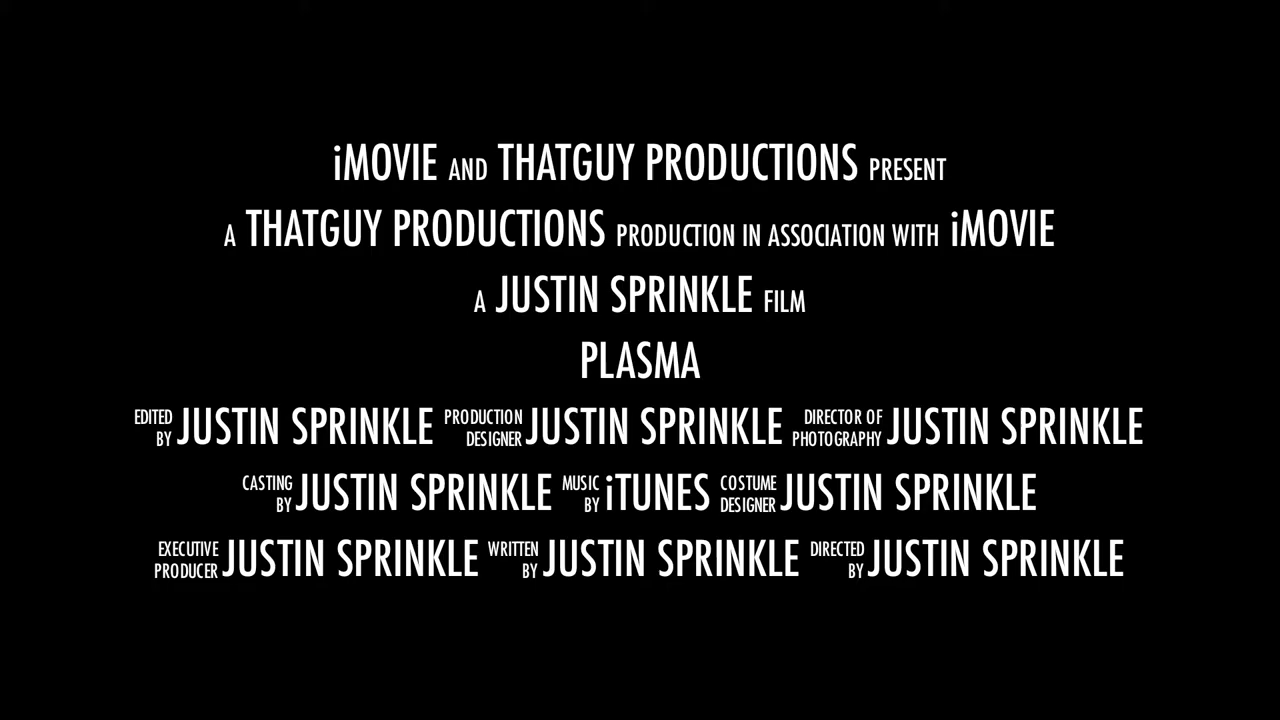 iMOVIE AND THATGUY PRODUCTIONS PRESENT
A THATGUY PRODUCTIONS PRODUCTION IN ASSOCIATION WITH iMOVIE
A JUSTIN SPRINKLE FILM
PLASMA
EDITED BY JUSTIN SPRINKLE PRODUCTION DESIGNER JUSTIN SPRINKLE DIRECTOR OF PHOTOGRAPHY JUSTIN SPRINKLE
CASTING BY JUSTIN SPRINKLE MUSIC BY iTUNES COSTUME DESIGNER JUSTIN SPRINKLE
EXECUTIVE PRODUCER JUSTIN SPRINKLE WRITTEN BY JUSTIN SPRINKLE DIRECTED BY JUSTIN SPRINKLE